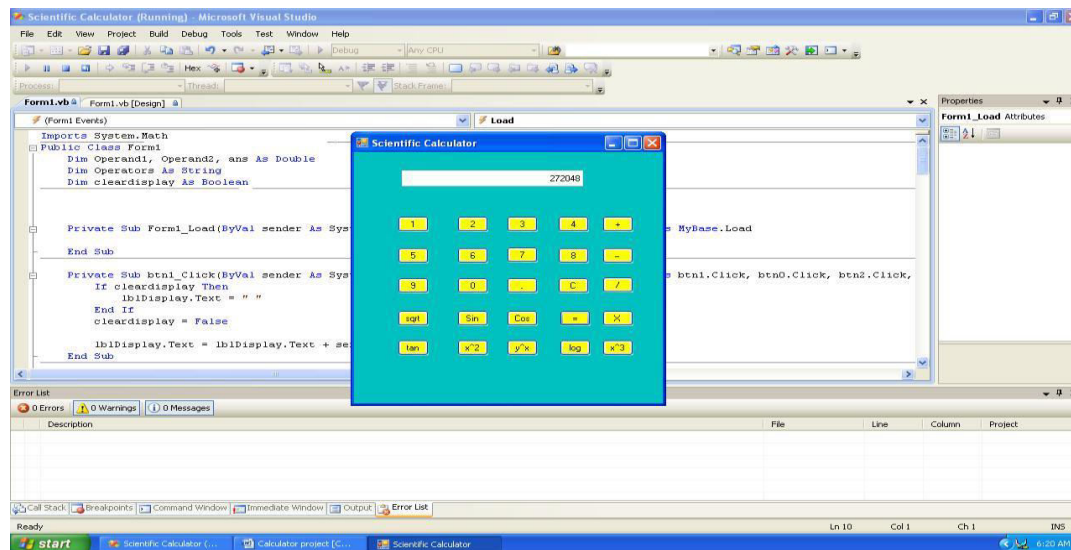 Scientific Calculator (Running) - Microsoft Visual Studio
File Edit View Project Build Debug Tools Test Window Help
Debug Any CPU
Hex
Process: Thread: Stack Frame:
Form1.vb Form1.vb [Design]
(Form1 Events) Load
Imports System.Math
Public Class Form1
Dim Operand1, Operand2, ans As Double
Dim Operators As String
Dim cleardisplay As Boolean
Private Sub Form1_Load(ByVal sender As Sys
s MyBase.Load
End Sub
Private Sub btn1_Click(ByVal sender As Sys
s btn1.Click, btn0.Click, btn2.Click,
If cleardisplay Then
lblDisplay.Text = " "
End If
cleardisplay = False
lblDisplay.Text = lblDisplay.Text + se
End Sub
Scientific Calculator
272048
1 2 3 4 +
5 6 7 8 -
9 0 . C /
sqrt Sin Cos = X
tan x^2 y^x log x^3
Properties
Form1_Load Attributes
Error List
0 Errors 0 Warnings 0 Messages
Description File Line Column Project
Call Stack Breakpoints Command Window Immediate Window Output Error List
Ready Ln 10 Col 1 Ch 1 INS
start Scientific Calculator (... Calculator project [C... Scientific Calculator 6:20 AM